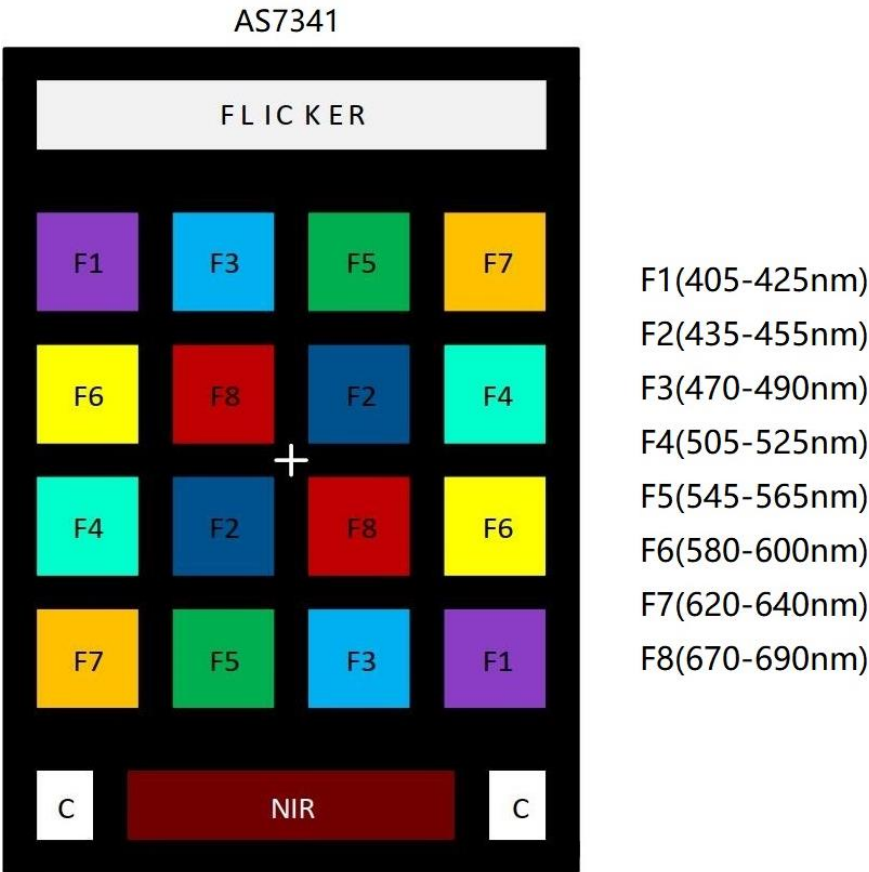 AS7341
FLICKER
F1 F3 F5 F7
F6 F8 F2 F4
F4 F2 F8 F6
F7 F5 F3 F1
C NIR C
F1(405-425nm)
F2(435-455nm)
F3(470-490nm)
F4(505-525nm)
F5(545-565nm)
F6(580-600nm)
F7(620-640nm)
F8(670-690nm)